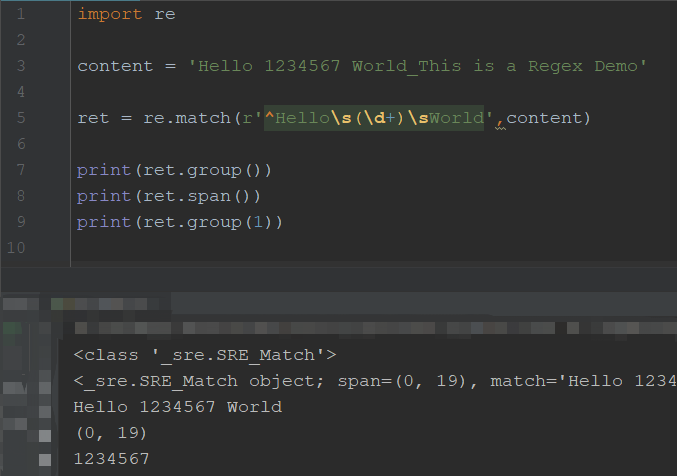 1 import re
2
3 content = 'Hello 1234567 World_This is a Regex Demo'
4
5 ret = re.match(r'^Hello\s(\d+)\sWorld',content)
6
7 print(ret.group())
8 print(ret.span())
9 print(ret.group(1))
10
<class '_sre.SRE_Match'>
<_sre.SRE_Match object; span=(0, 19), match='Hello 1234
Hello 1234567 World
(0, 19)
1234567